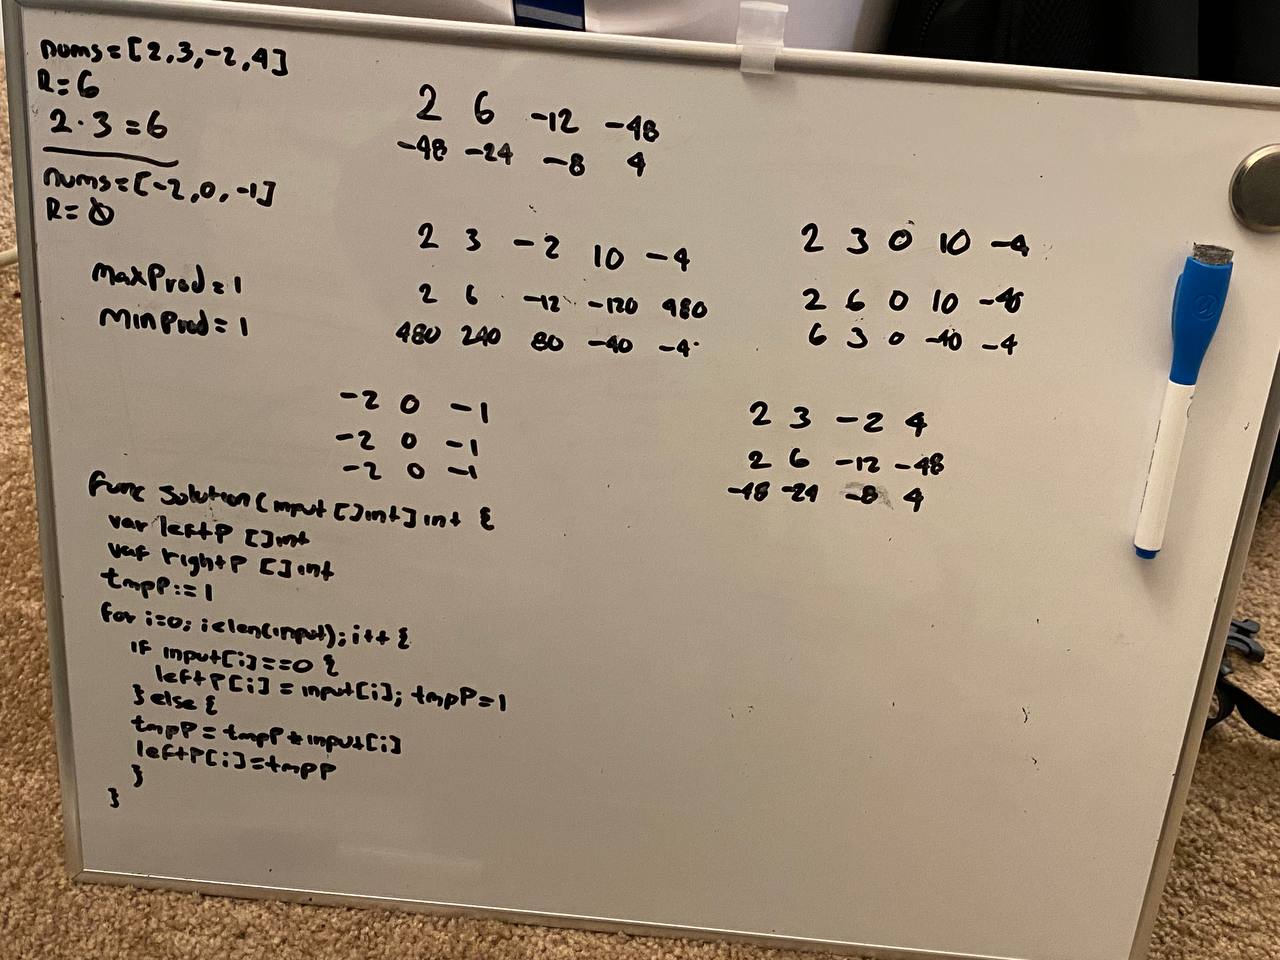 nums=[2,3,-2,4]
R=6
2·3=6
nums=[-2,0,-1]
R=0
maxProd=1
minProd=1
2 6 -12 -48
-48 -24 -8 4
2 3 -2 10 -4
2 6 -12 -120 480
480 240 80 -40 -4
2 3 0 10 -4
2 6 0 10 -40
6 3 0 -40 -4
-2 0 -1
-2 0 -1
-2 0 -1
2 3 -2 4
2 6 -12 -48
-48 -24 -8 4
func solution(input []int] int {
var leftP []int
var rightP []int
tmpP:=1
for i=0; i<len(input); i++ {
if input[i]==0 {
leftP[i] = input[i]; tmpP=1
} else {
tmpP=tmpP*input[i]
leftP[i]=tmpP
}
}